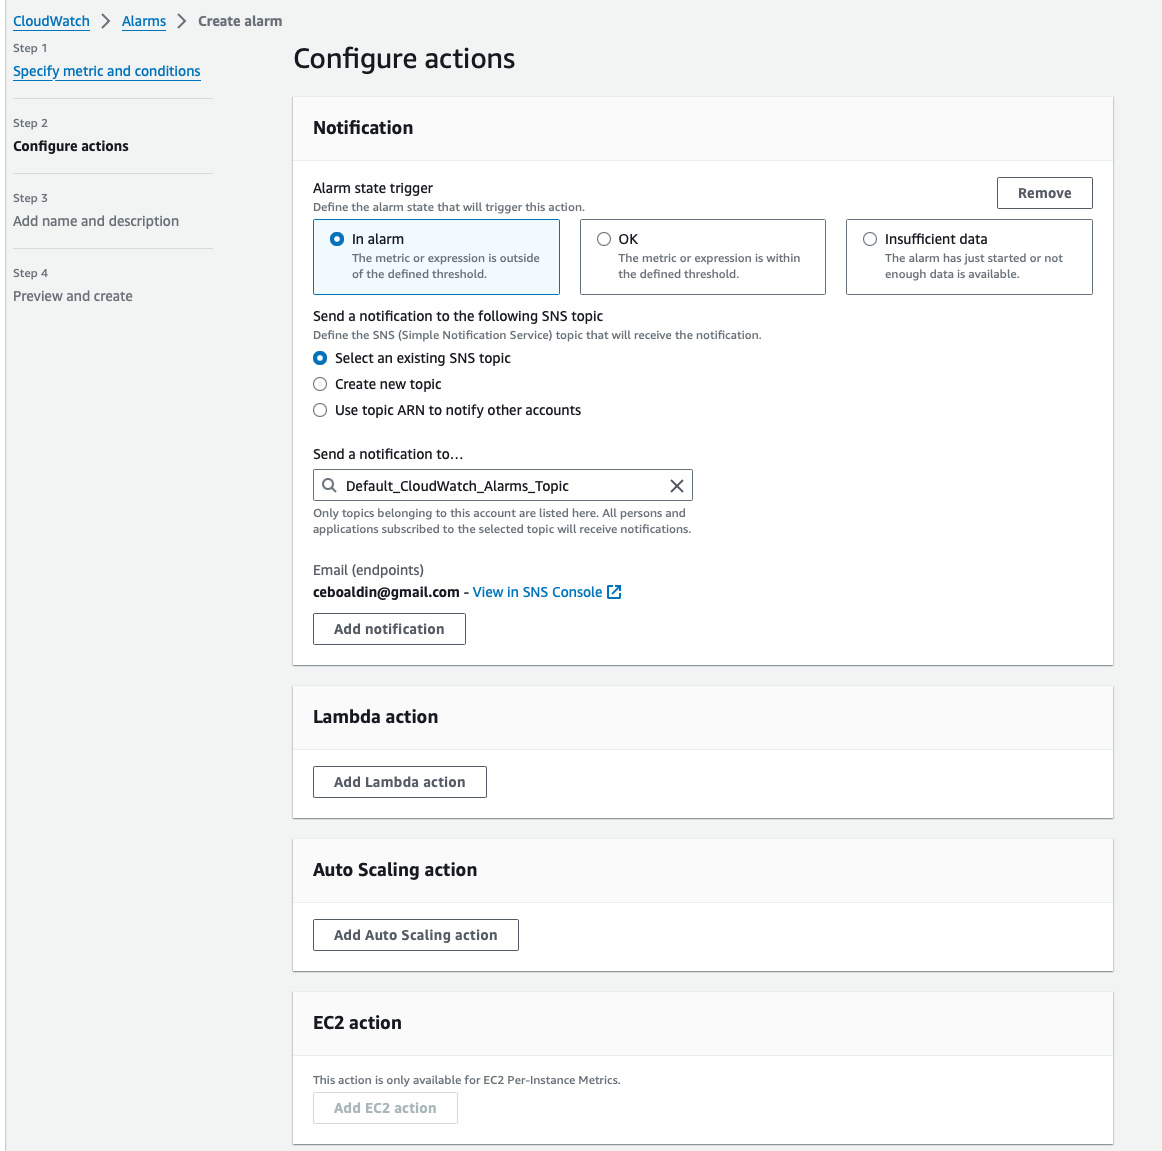 CloudWatch > Alarms > Create alarm
Step 1
Specify metric and conditions
Step 2
Configure actions
Step 3
Add name and description
Step 4
Preview and create
Configure actions
Notification
Alarm state trigger
Define the alarm state that will trigger this action.
Remove
In alarm
The metric or expression is outside
of the defined threshold.
OK
The metric or expression is within
the defined threshold.
Insufficient data
The alarm has just started or not
enough data is available.
Send a notification to the following SNS topic
Define the SNS (Simple Notification Service) topic that will receive the notification.
Select an existing SNS topic
Create new topic
Use topic ARN to notify other accounts
Send a notification to…
Default_CloudWatch_Alarms_Topic
Only topics belonging to this account are listed here. All persons and
applications subscribed to the selected topic will receive notifications.
Email (endpoints)
ceboaldin@gmail.com - View in SNS Console
Add notification
Lambda action
Add Lambda action
Auto Scaling action
Add Auto Scaling action
EC2 action
This action is only available for EC2 Per-Instance Metrics.
Add EC2 action